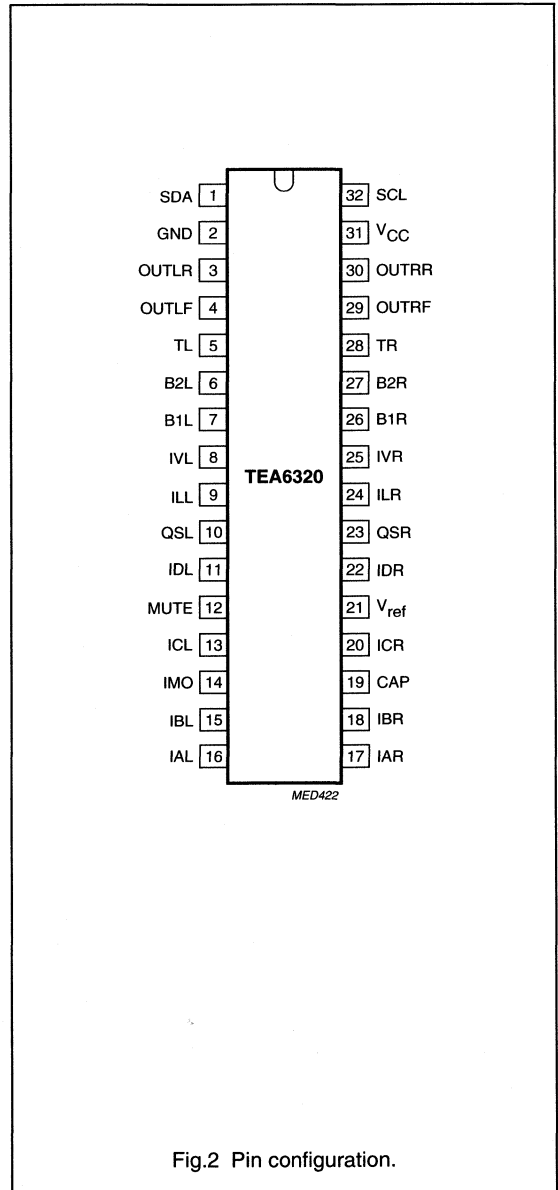 SDA 1 32 SCL
GND 2 31 VCC
OUTLR 3 30 OUTRR
OUTLF 4 29 OUTRF
TL 5 28 TR
B2L 6 27 B2R
B1L 7 26 B1R
IVL 8 25 IVR
TEA6320
ILL 9 24 ILR
QSL 10 23 QSR
IDL 11 22 IDR
MUTE 12 21 Vref
ICL 13 20 ICR
IMO 14 19 CAP
IBL 15 18 IBR
IAL 16 17 IAR
MED422
Fig.2 Pin configuration.